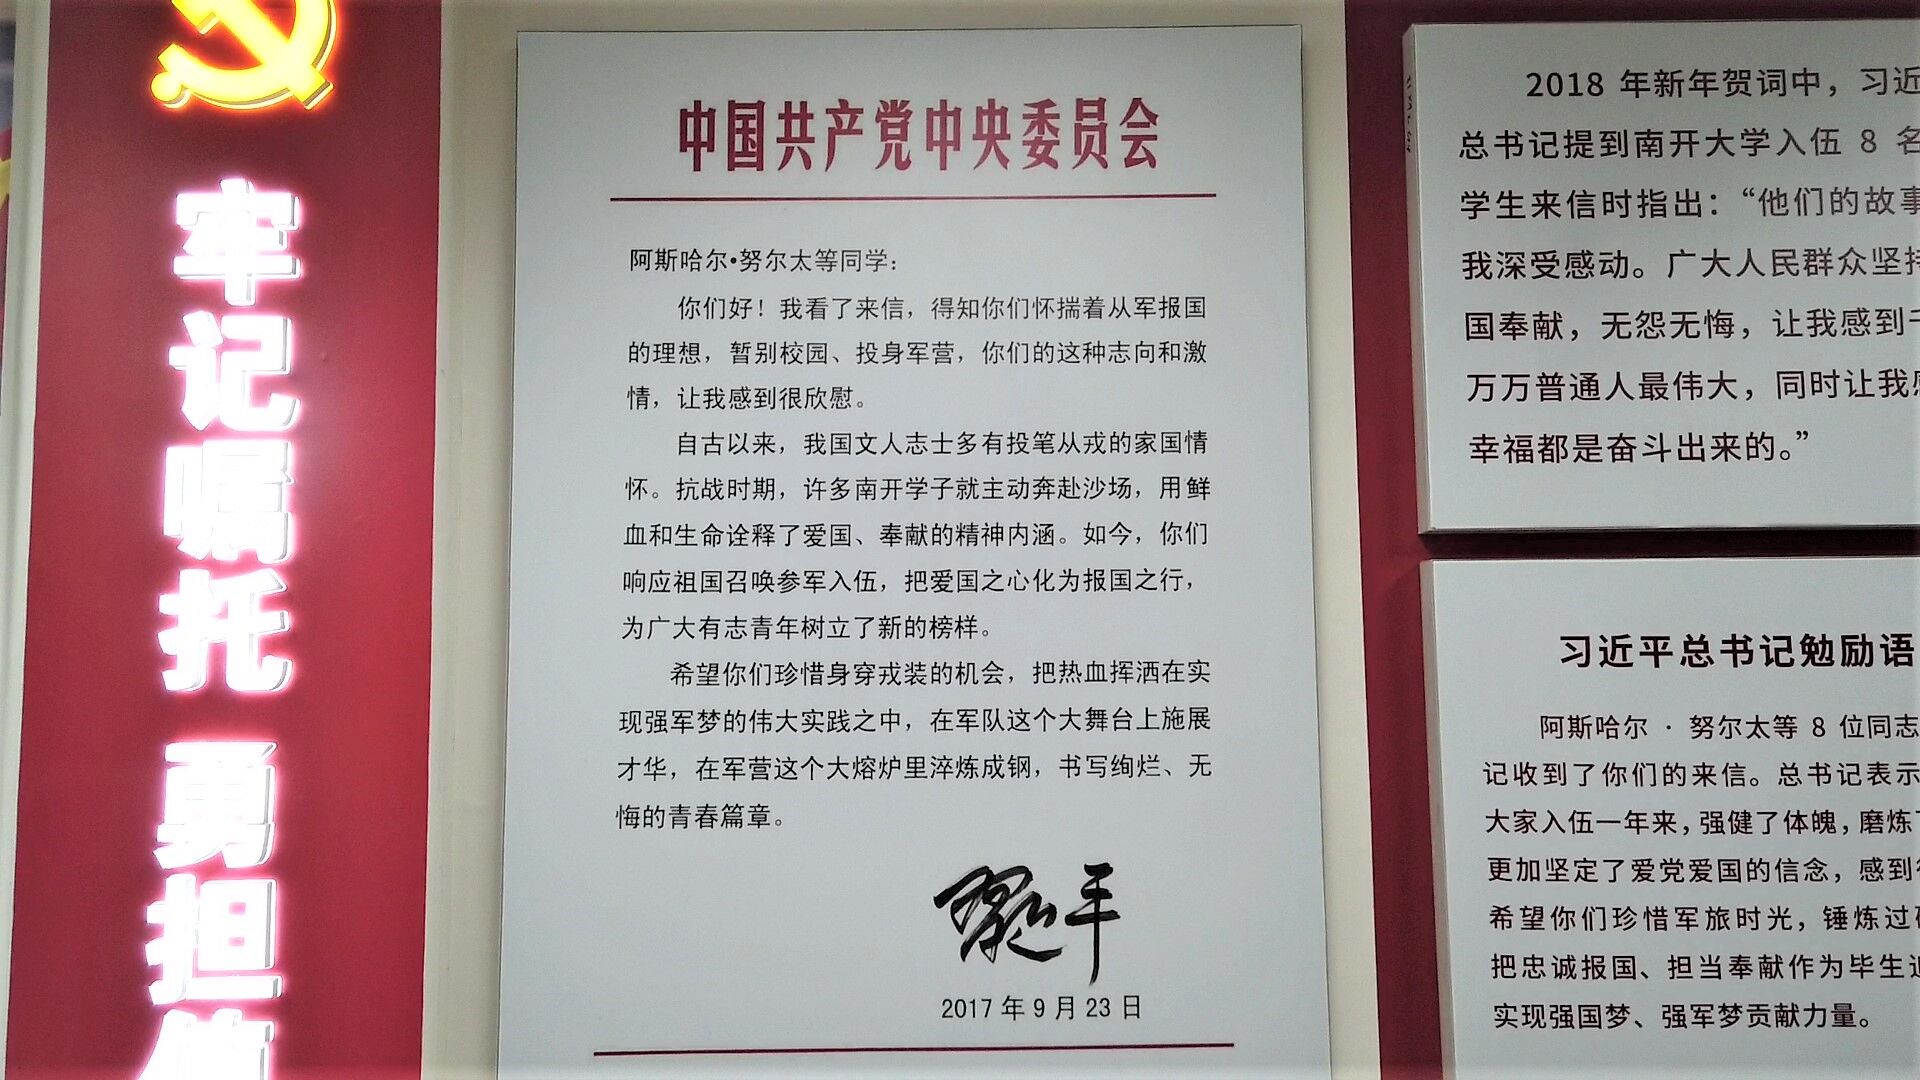 牢记嘱托 勇担
中国共产党中央委员会
阿斯哈尔•努尔太等同学：
你们好！我看了来信，得知你们怀揣着从军报国
的理想，暂别校园、投身军营，你们的这种志向和激
情，让我感到很欣慰。
自古以来，我国文人志士多有投笔从戎的家国情
怀。抗战时期，许多南开学子就主动奔赴沙场，用鲜
血和生命诠释了爱国、奉献的精神内涵。如今，你们
响应祖国召唤参军入伍，把爱国之心化为报国之行，
为广大有志青年树立了新的榜样。
希望你们珍惜身穿戎装的机会，把热血挥洒在实
现强军梦的伟大实践之中，在军队这个大舞台上施展
才华，在军营这个大熔炉里淬炼成钢，书写绚烂、无
悔的青春篇章。
习近平
2017年9月23日
2018 年新年贺词中，习近
总书记提到南开大学入伍 8 名
学生来信时指出：“他们的故事
我深受感动。广大人民群众坚持
国奉献，无怨无悔，让我感到千
万万普通人最伟大，同时让我感
幸福都是奋斗出来的。”
习近平总书记勉励语
阿斯哈尔 · 努尔太等 8 位同志
记收到了你们的来信。总书记表示
大家入伍一年来，强健了体魄，磨炼
更加坚定了爱党爱国的信念，感到
希望你们珍惜军旅时光，锤炼过
把忠诚报国、担当奉献作为毕生
实现强国梦、强军梦贡献力量。